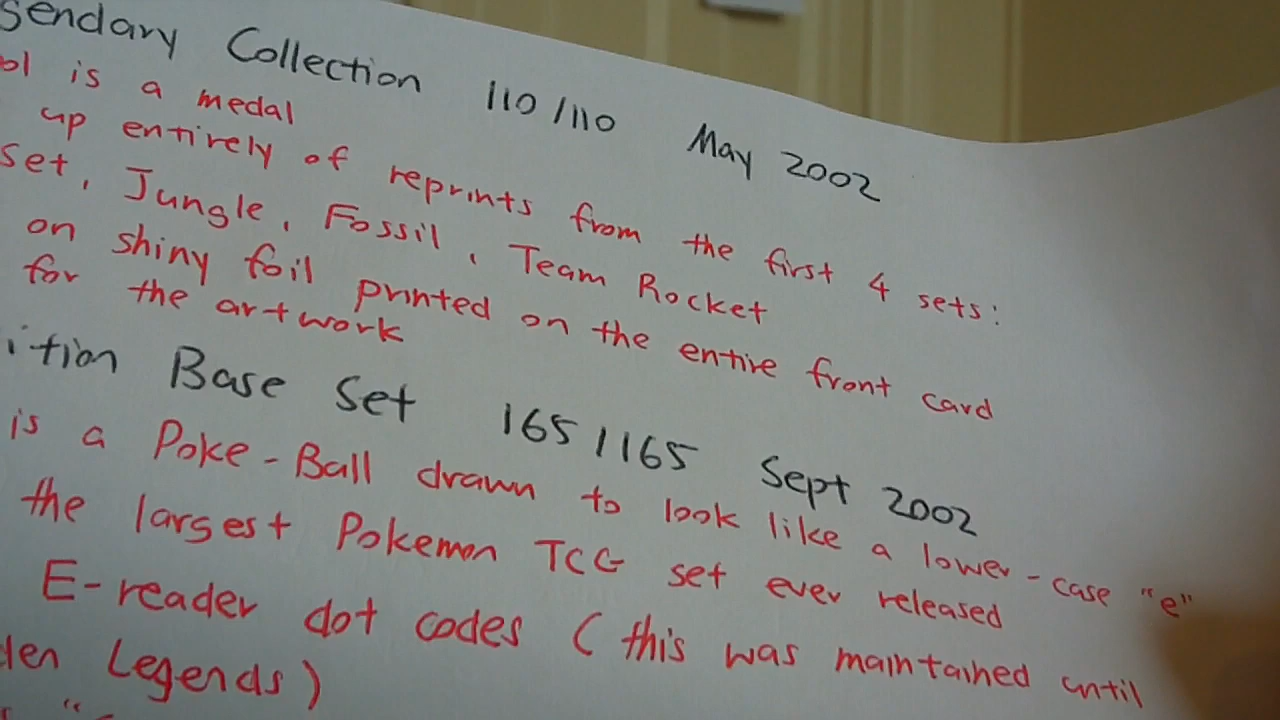 gendary Collection 110/110 May 2002
ol is a medal
up entirely of reprints from the first 4 sets:
set, Jungle, Fossil, Team Rocket
on shiny foil printed on the entire front card
for the artwork
ition Base Set 165/165 Sept 2002
is a Poke-Ball drawn to look like a lower-case "e"
the largest Pokemon TCG set ever released
E-reader dot codes (this was maintained until
den Legends)